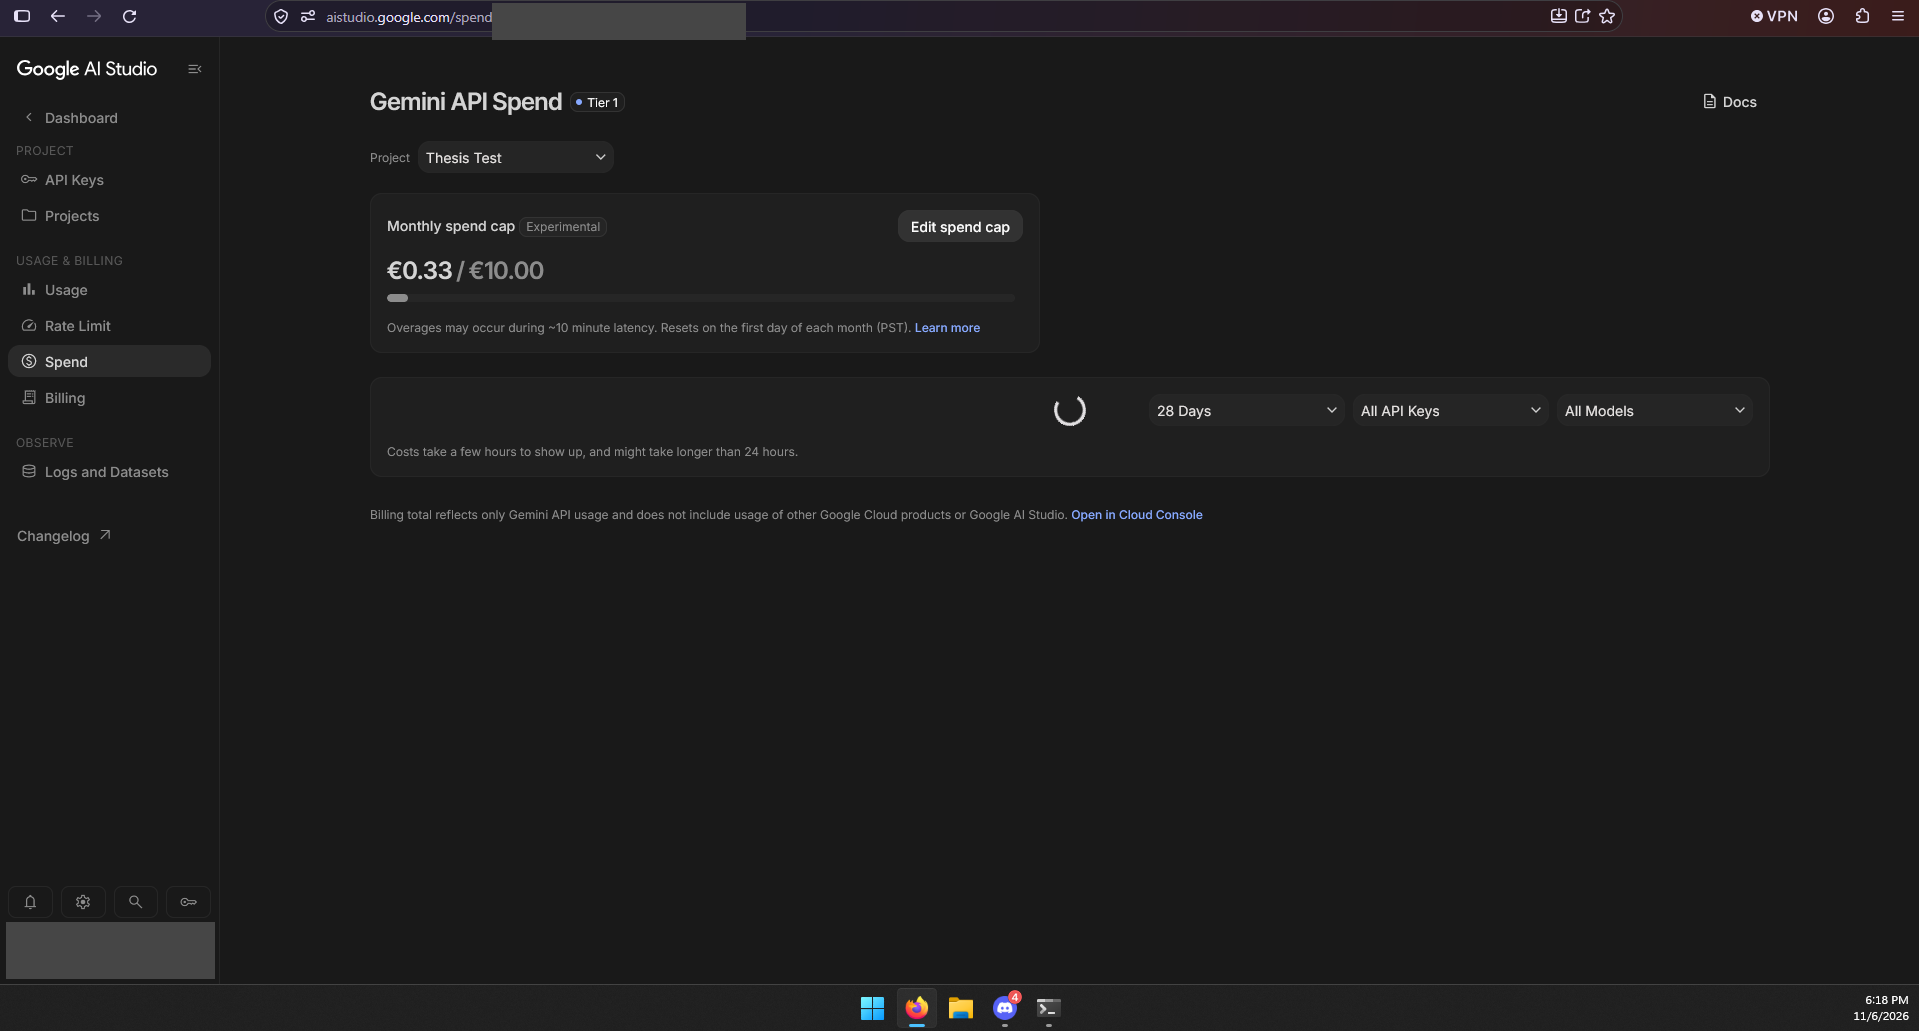 aistudio.google.com/spend
VPN
Google AI Studio
Dashboard
PROJECT
API Keys
Projects
USAGE & BILLING
Usage
Rate Limit
Spend
Billing
OBSERVE
Logs and Datasets
Changelog
Gemini API Spend
Tier 1
Docs
Project
Thesis Test
Monthly spend cap
Experimental
Edit spend cap
€0.33 / €10.00
Overages may occur during ~10 minute latency. Resets on the first day of each month (PST). Learn more
28 Days
All API Keys
All Models
Costs take a few hours to show up, and might take longer than 24 hours.
Billing total reflects only Gemini API usage and does not include usage of other Google Cloud products or Google AI Studio. Open in Cloud Console
4
6:18 PM
11/6/2026